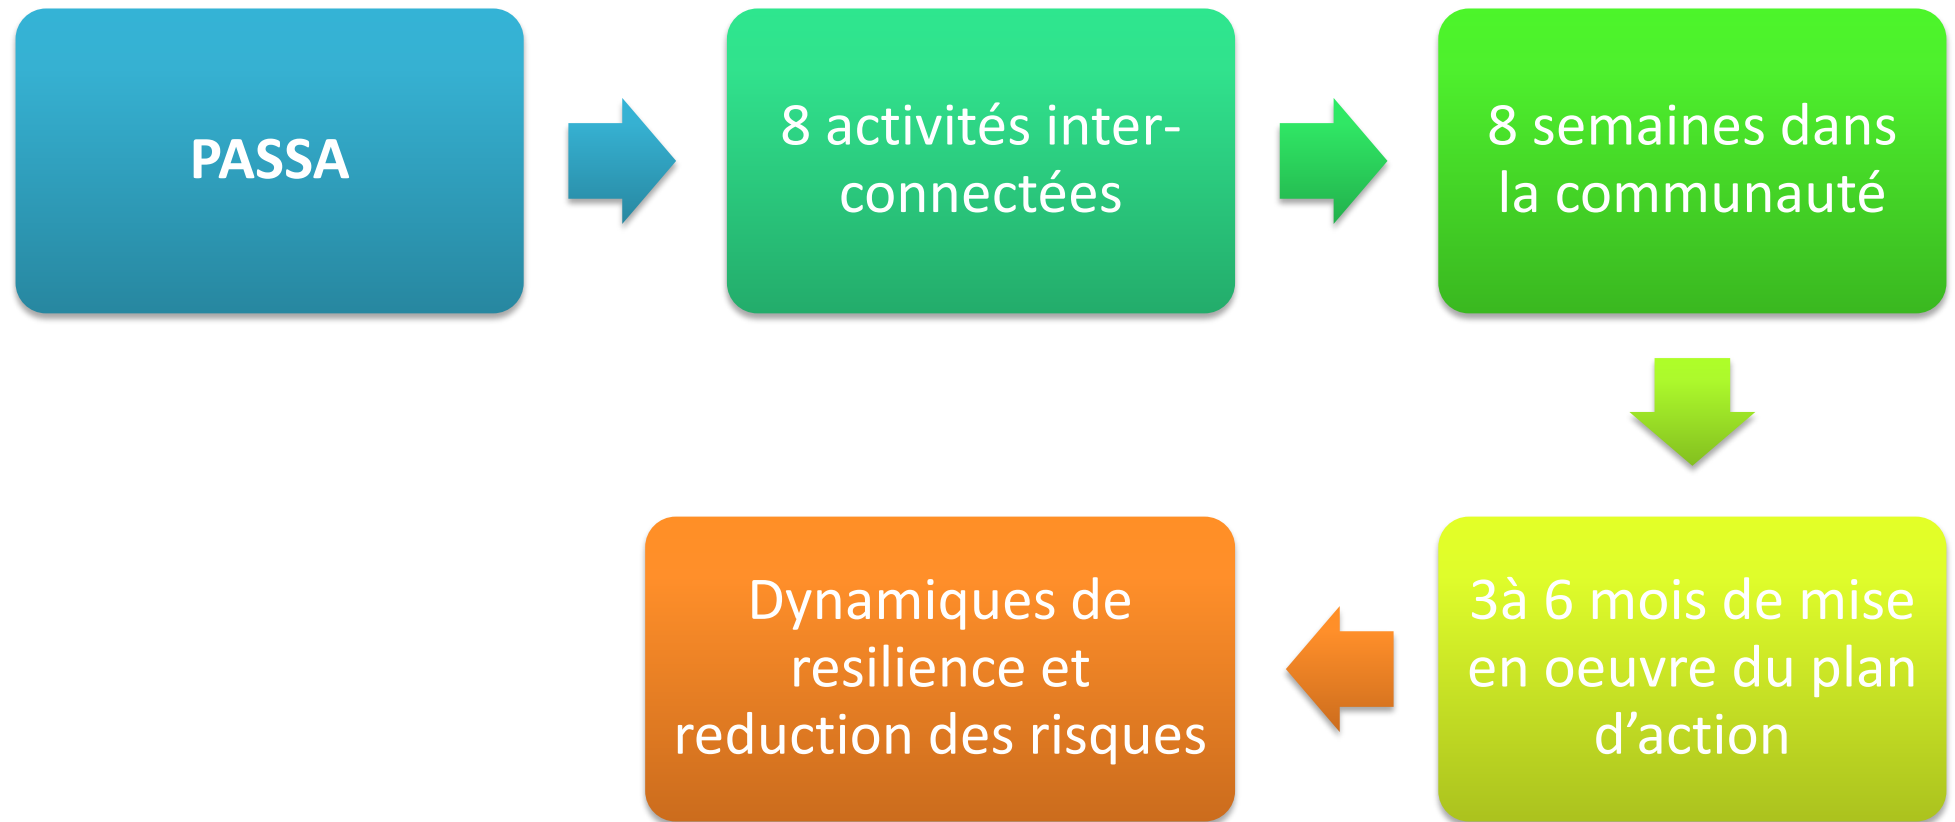 PASSA
8 activités inter-
connectées
8 semaines dans
la communauté
3à 6 mois de mise
en oeuvre du plan
d’action
Dynamiques de
resilience et
reduction des risques